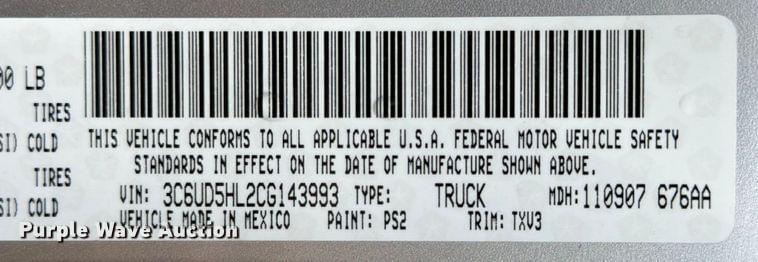 00 LB
TIRES
SI) COLD
THIS VEHICLE CONFORMS TO ALL APPLICABLE U.S.A. FEDERAL MOTOR VEHICLE SAFETY
STANDARDS IN EFFECT ON THE DATE OF MANUFACTURE SHOWN ABOVE.
TIRES
VIN: 3C6UD5HL2CG143993 TYPE: TRUCK MDH:110907 676AA
SI) COLD
VEHICLE MADE IN MEXICO PAINT: PS2 TRIM: TXV3
Purple Wave Auction